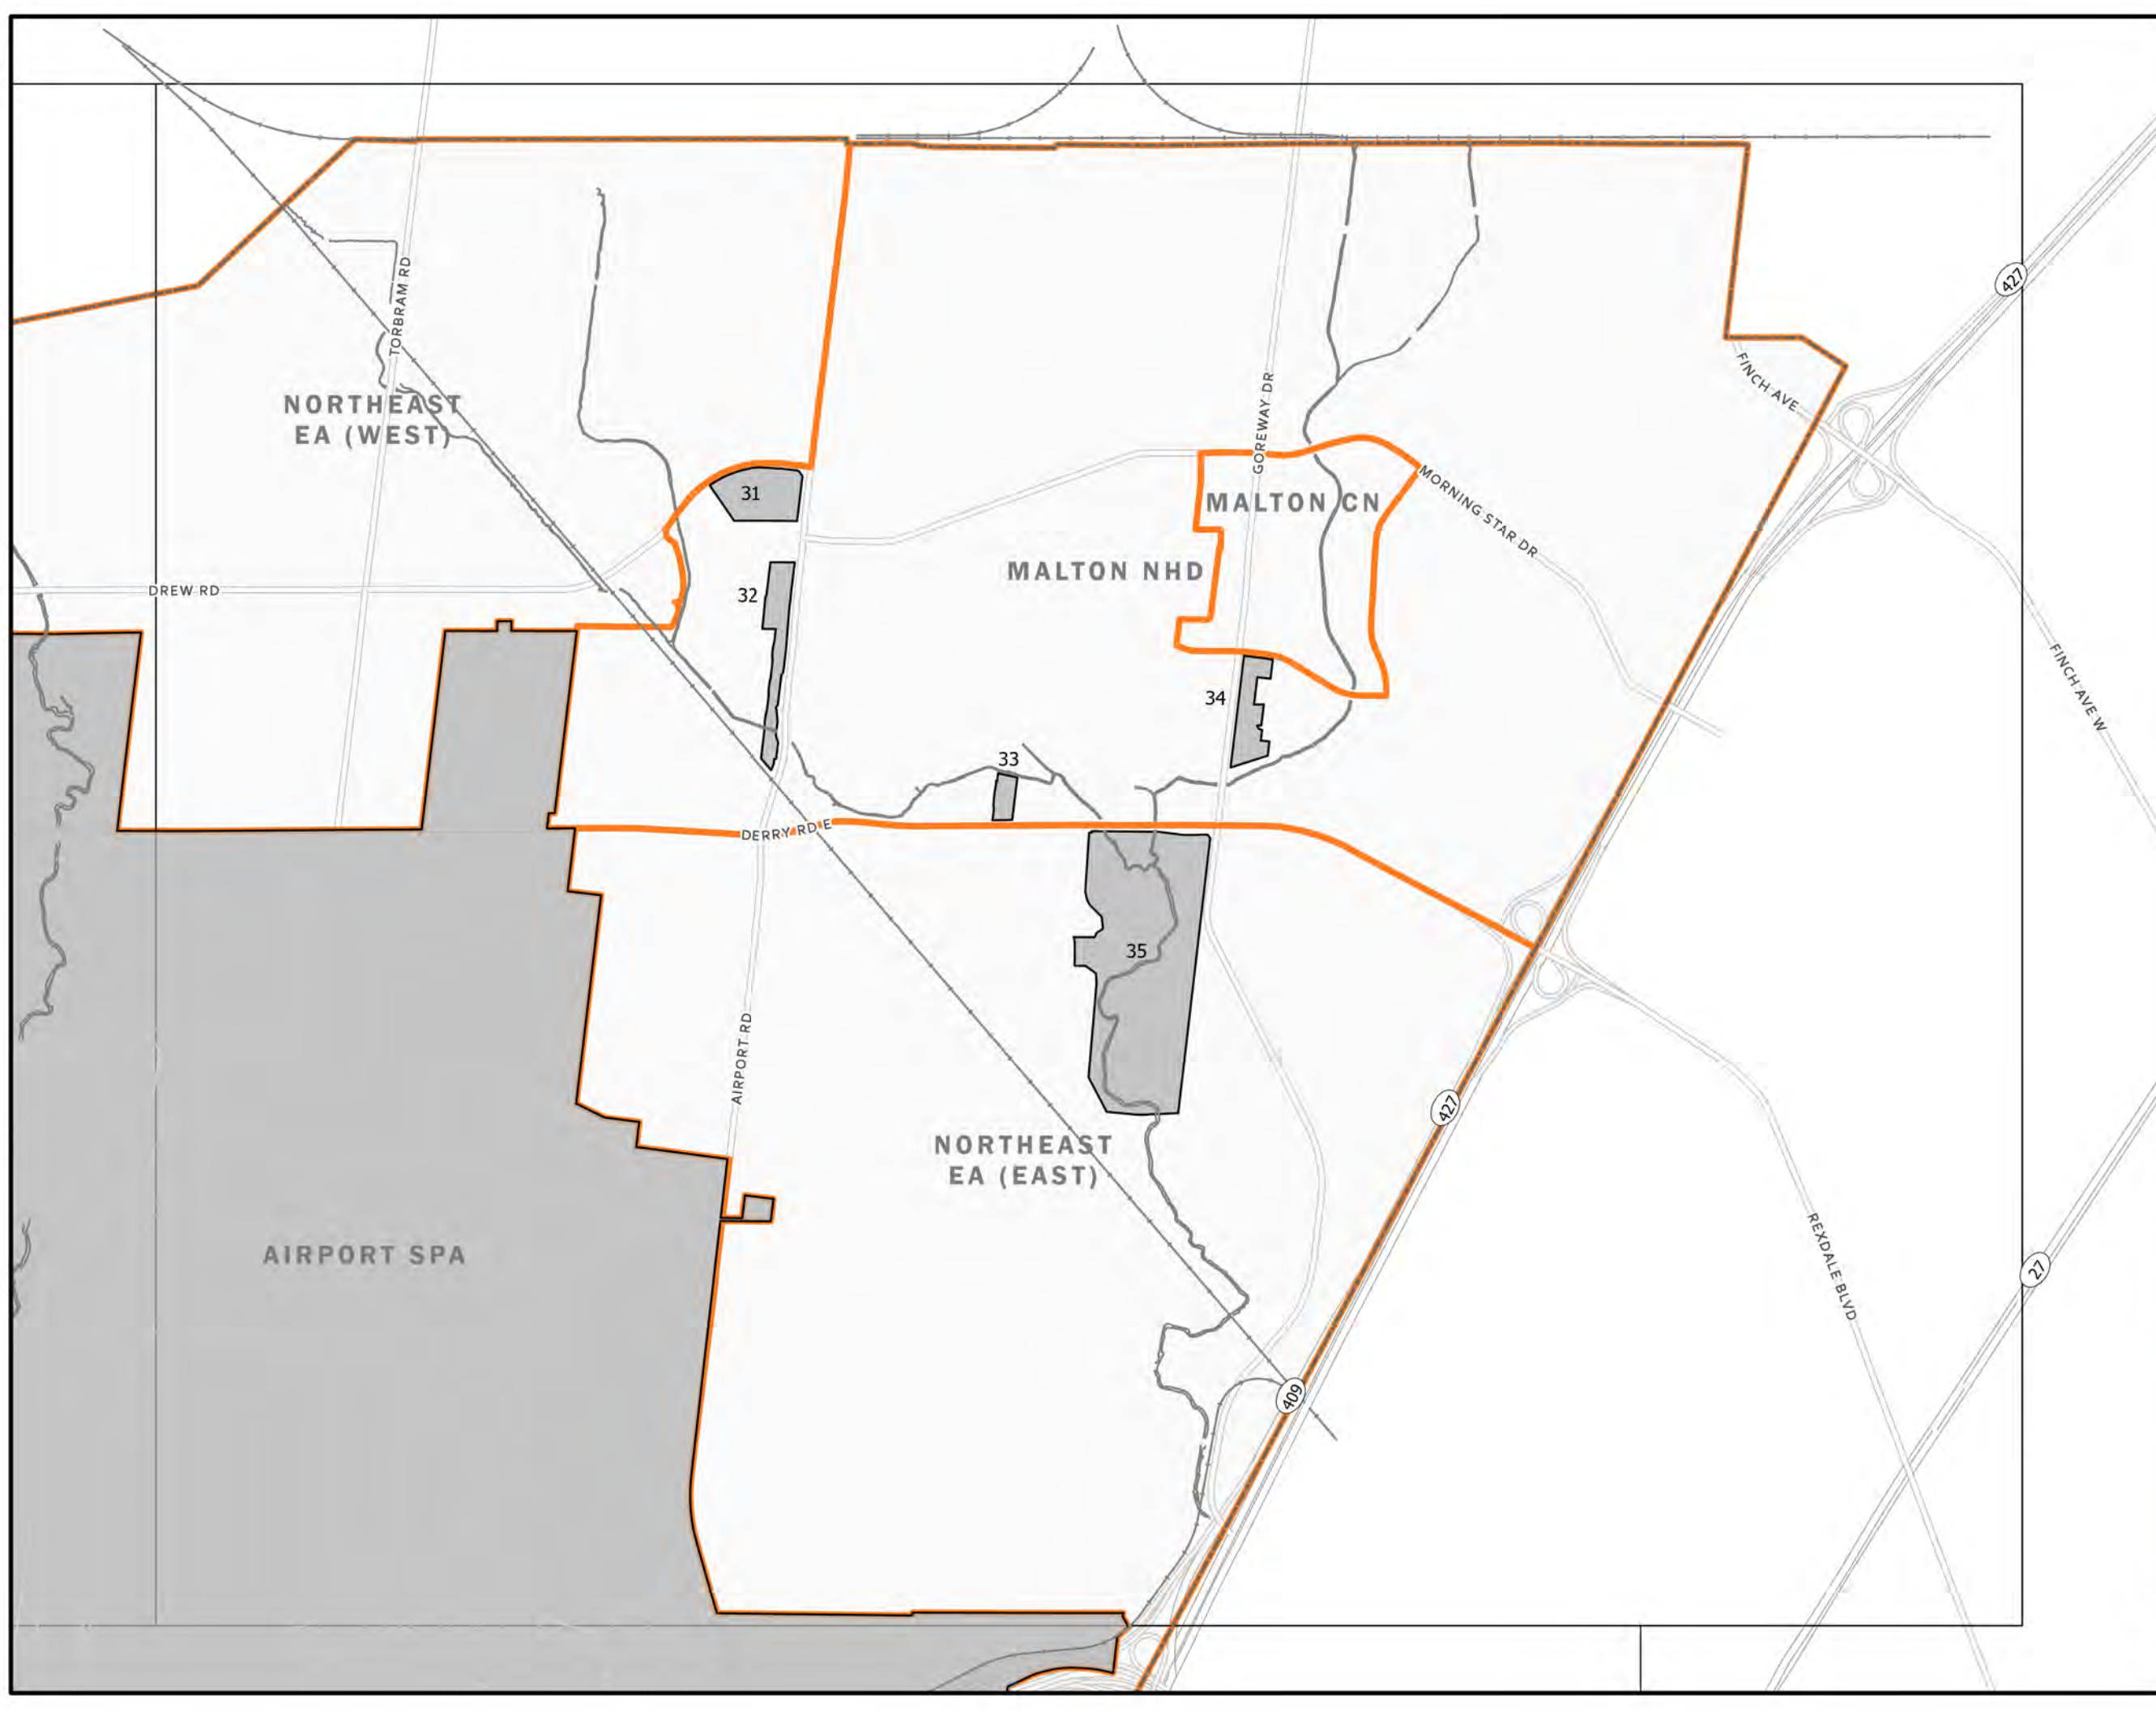 427
TORBRAM RD
FINCH AVE
NORTHEAST
EA (WEST)
GOREWAY DR
31
MALTON CN
MORNING STAR DR
MALTON NHD
DREW RD
32
FINCH AVE W
34
33
DERRY RD E
35
AIRPORT RD
427
NORTHEAST
EA (EAST)
AIRPORT SPA
REXDALE BLVD
27
409